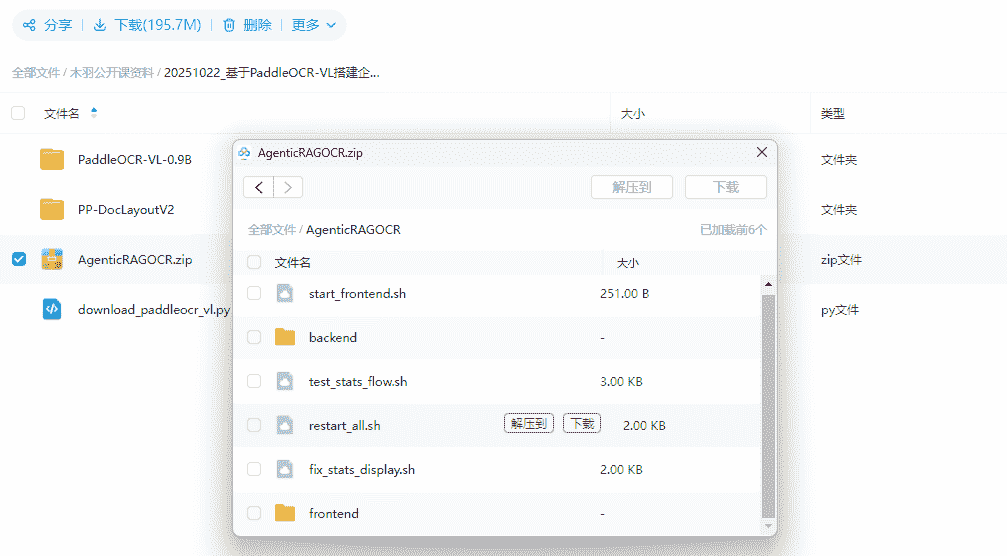 分享 下载(195.7M) 删除 更多
全部文件 / 木羽公开课资料 / 20251022_基于PaddleOCR-VL搭建企...
文件名 大小 类型
PaddleOCR-VL-0.9B 文件夹
PP-DocLayoutV2 文件夹
AgenticRAGOCR.zip zip文件
download_paddleocr_vl.py py文件
AgenticRAGOCR.zip
解压到 下载
全部文件 / AgenticRAGOCR 已加载前6个
文件名 大小
start_frontend.sh 251.00 B
backend -
test_stats_flow.sh 3.00 KB
restart_all.sh 解压到 下载 2.00 KB
fix_stats_display.sh 2.00 KB
frontend -